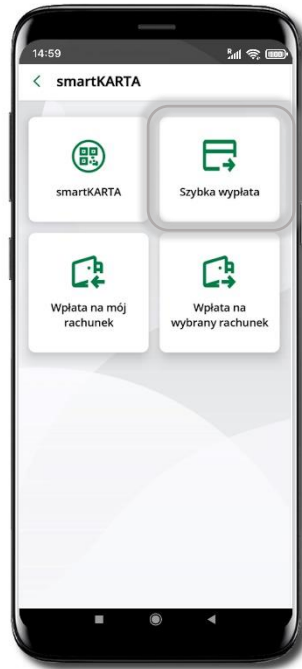 14:59
R
smartKARTA
smartKARTA
Szybka wypłata
Wpłata na mój
rachunek
Wpłata na
wybrany rachunek